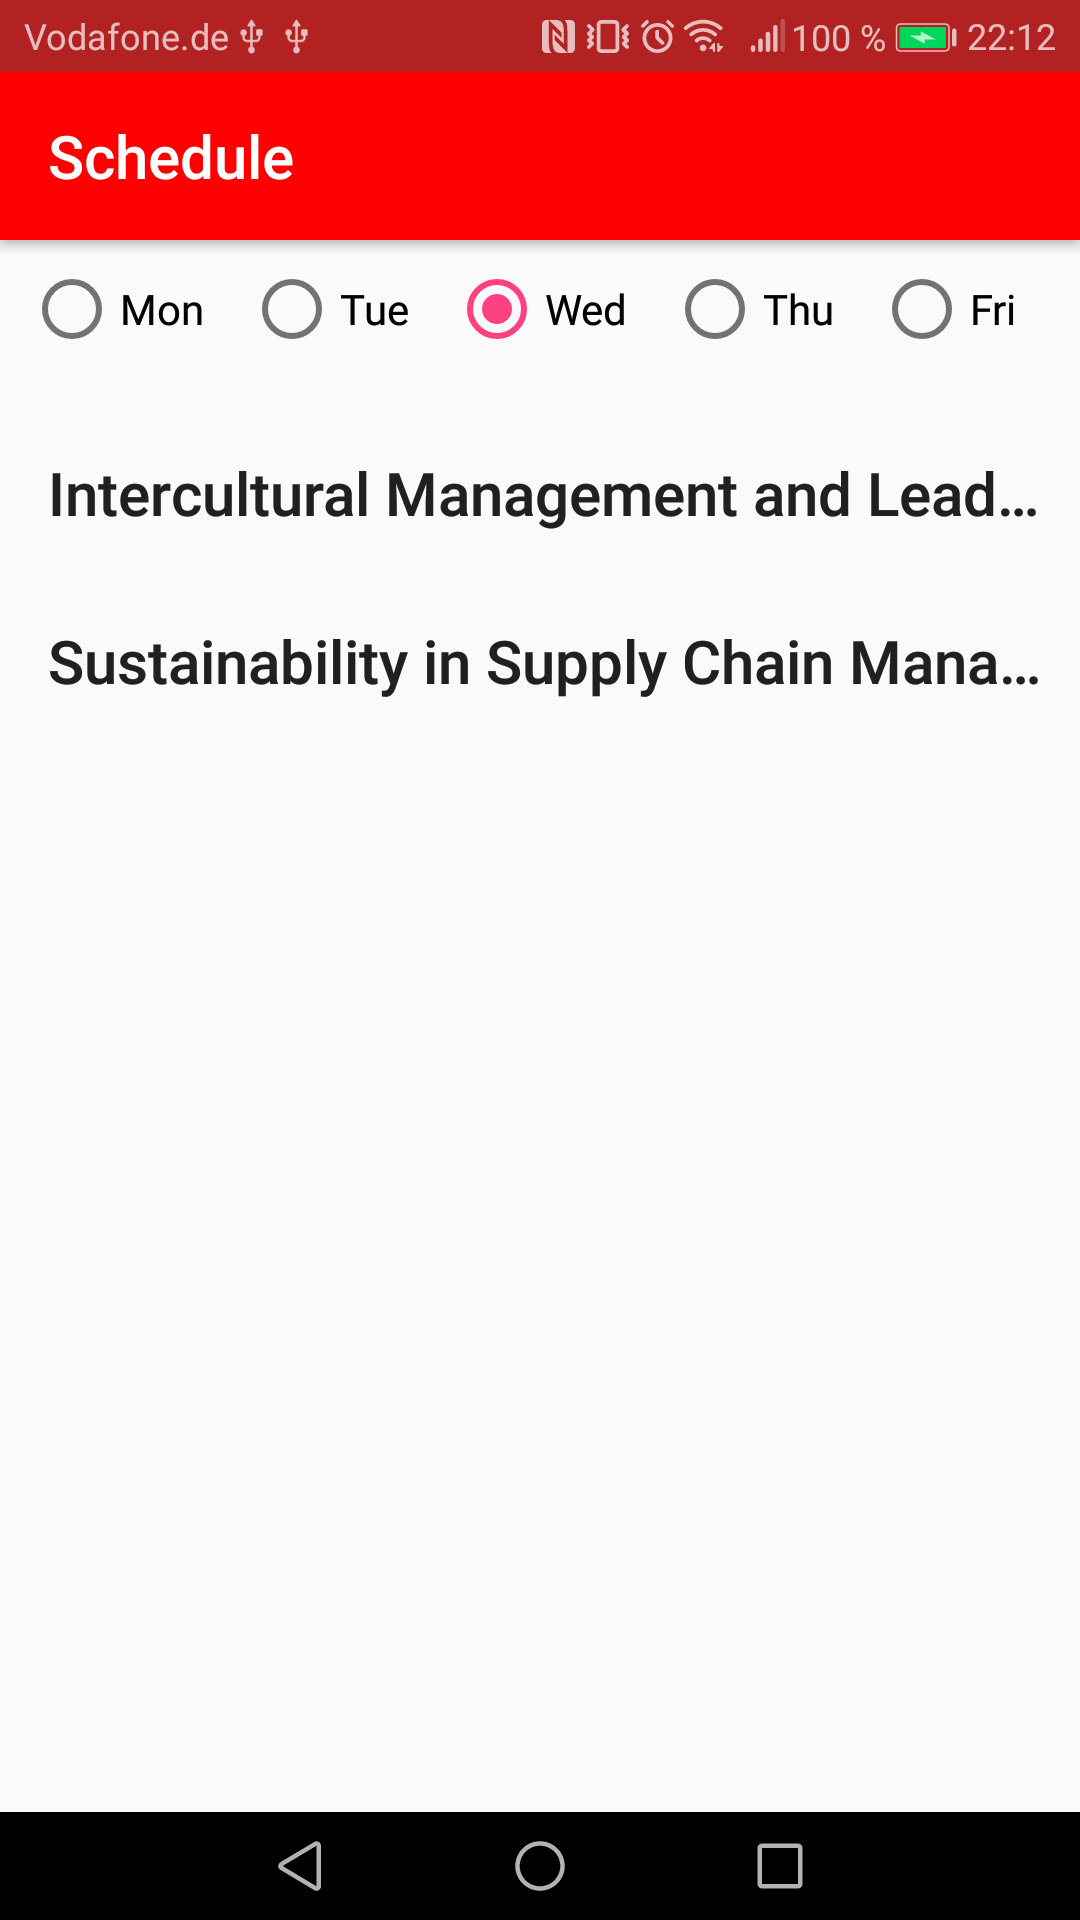 Vodafone.de 100 % 22:12
Schedule
Mon Tue Wed Thu Fri
Intercultural Management and Lead...
Sustainability in Supply Chain Mana...